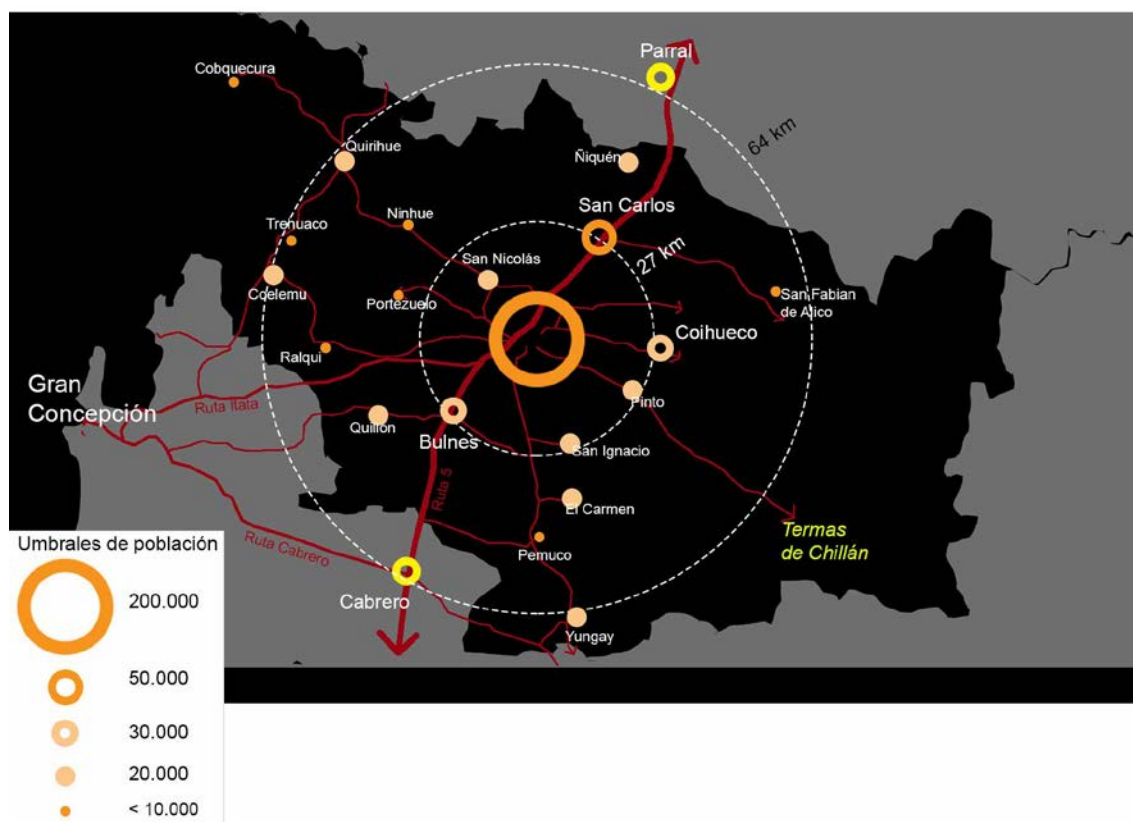 Parral
Cobquecura
64 km
Quirihue
Ñiquén
San Carlos
Ninhue
Trehuaco
27 km
San Nicolás
Coelemu
Portezuelo
San Fabian
de Alico
Coihueco
Ralqui
Gran
Concepción
Ruta Itata
Pinto
Quillón
Bulnes
San Ignacio
Ruta 5
El Carmen
Termas
de Chillán
Ruta Cabrero
Pemuco
Cabrero
Yungay
Umbrales de población
200.000
50.000
30.000
20.000
< 10.000